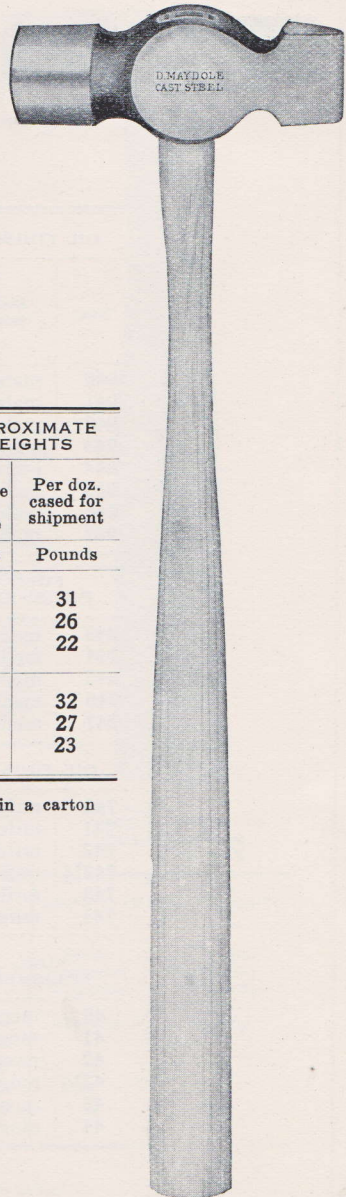 D. MAYDOLE
CAST STEEL
ROXIMATE
EIGHTS
e
Per doz.
cased for
shipment
Pounds
31
26
22
32
27
23
in a carton